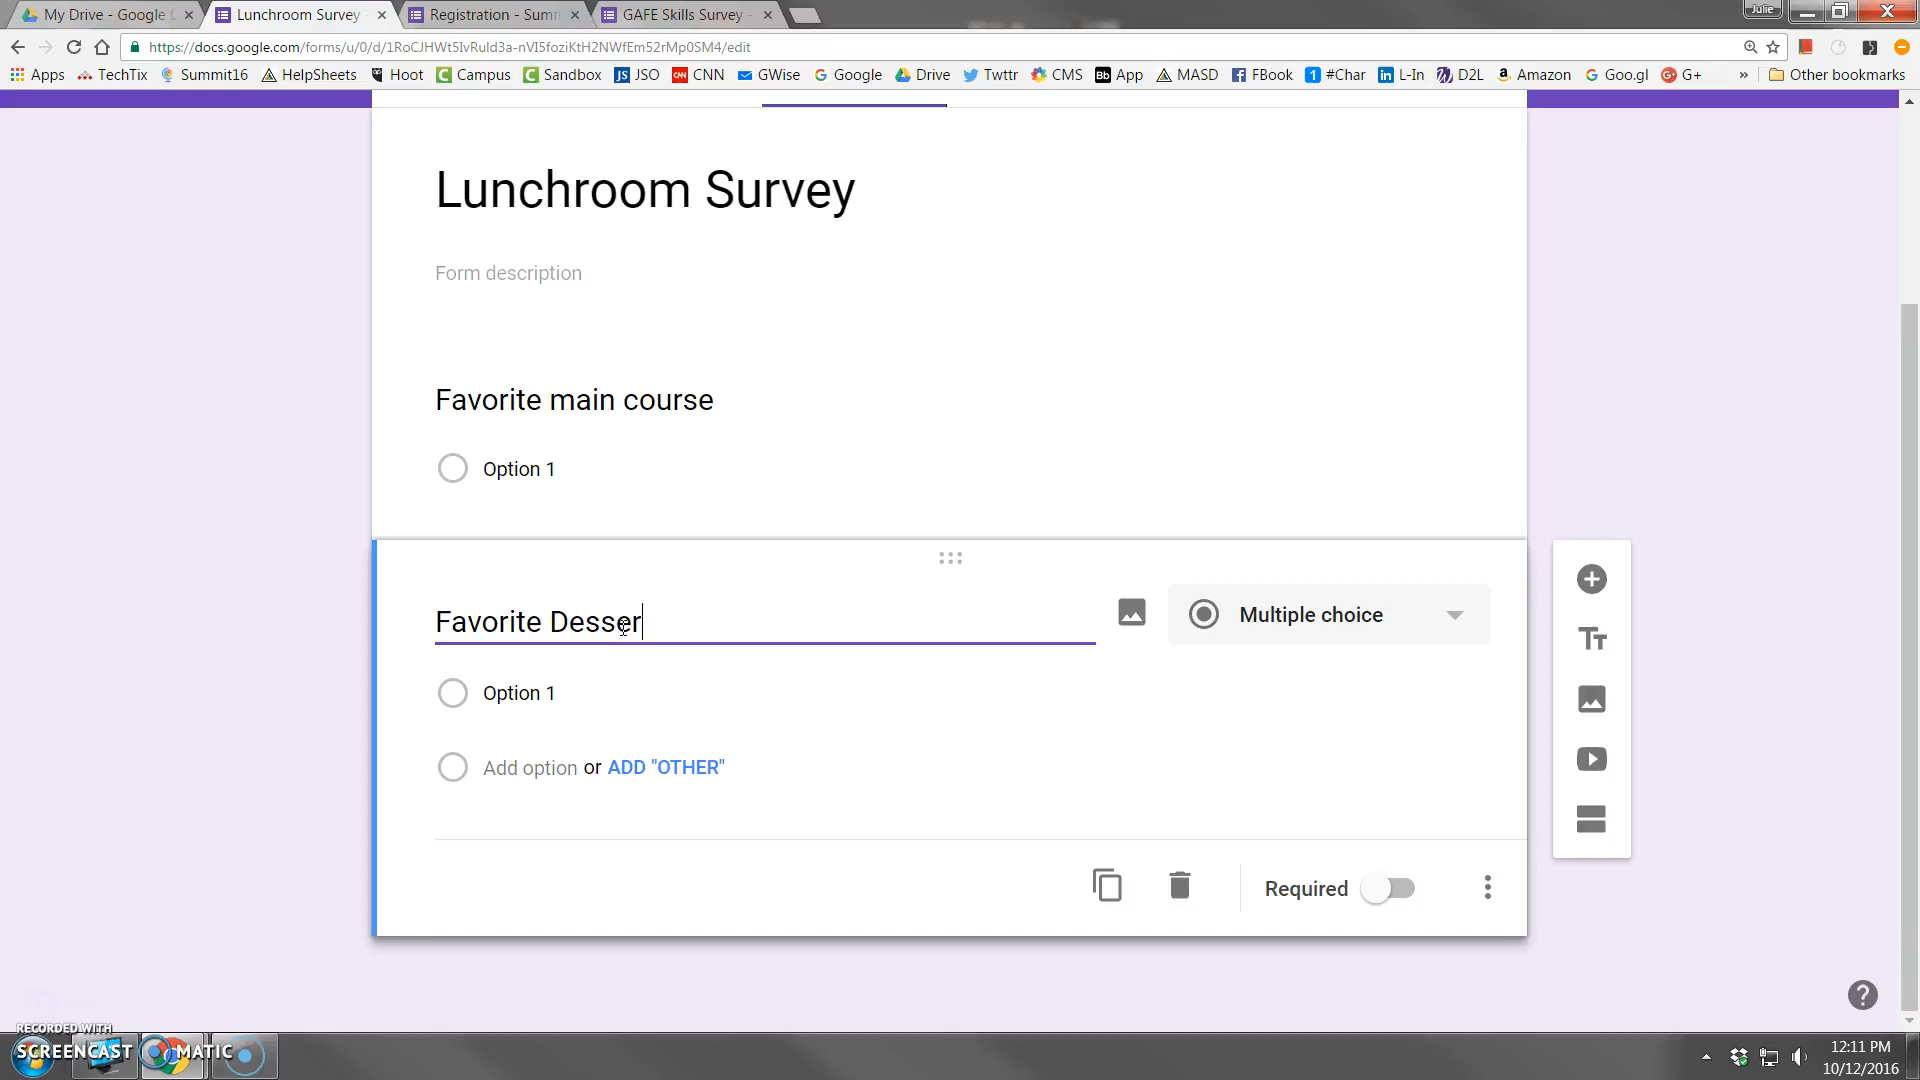 My Drive - Google D
Lunchroom Survey
Registration - Summ
GAFE Skills Survey -
Julie
https://docs.google.com/forms/u/0/d/1RoCJHWt5IvRuld3a-nVI5foziKtH2NWfEm52rMp0SM4/edit
Apps TechTix Summit16 HelpSheets Hoot Campus Sandbox JSO CNN GWise Google Drive Twttr CMS App MASD FBook #Char L-In D2L Amazon Goo.gl G+ » Other bookmarks
Lunchroom Survey
Form description
Favorite main course
Option 1
Favorite Desser
Multiple choice
Option 1
Add option or ADD "OTHER"
Required
RECORDED WITH
SCREENCAST MATIC
12:11 PM
10/12/2016